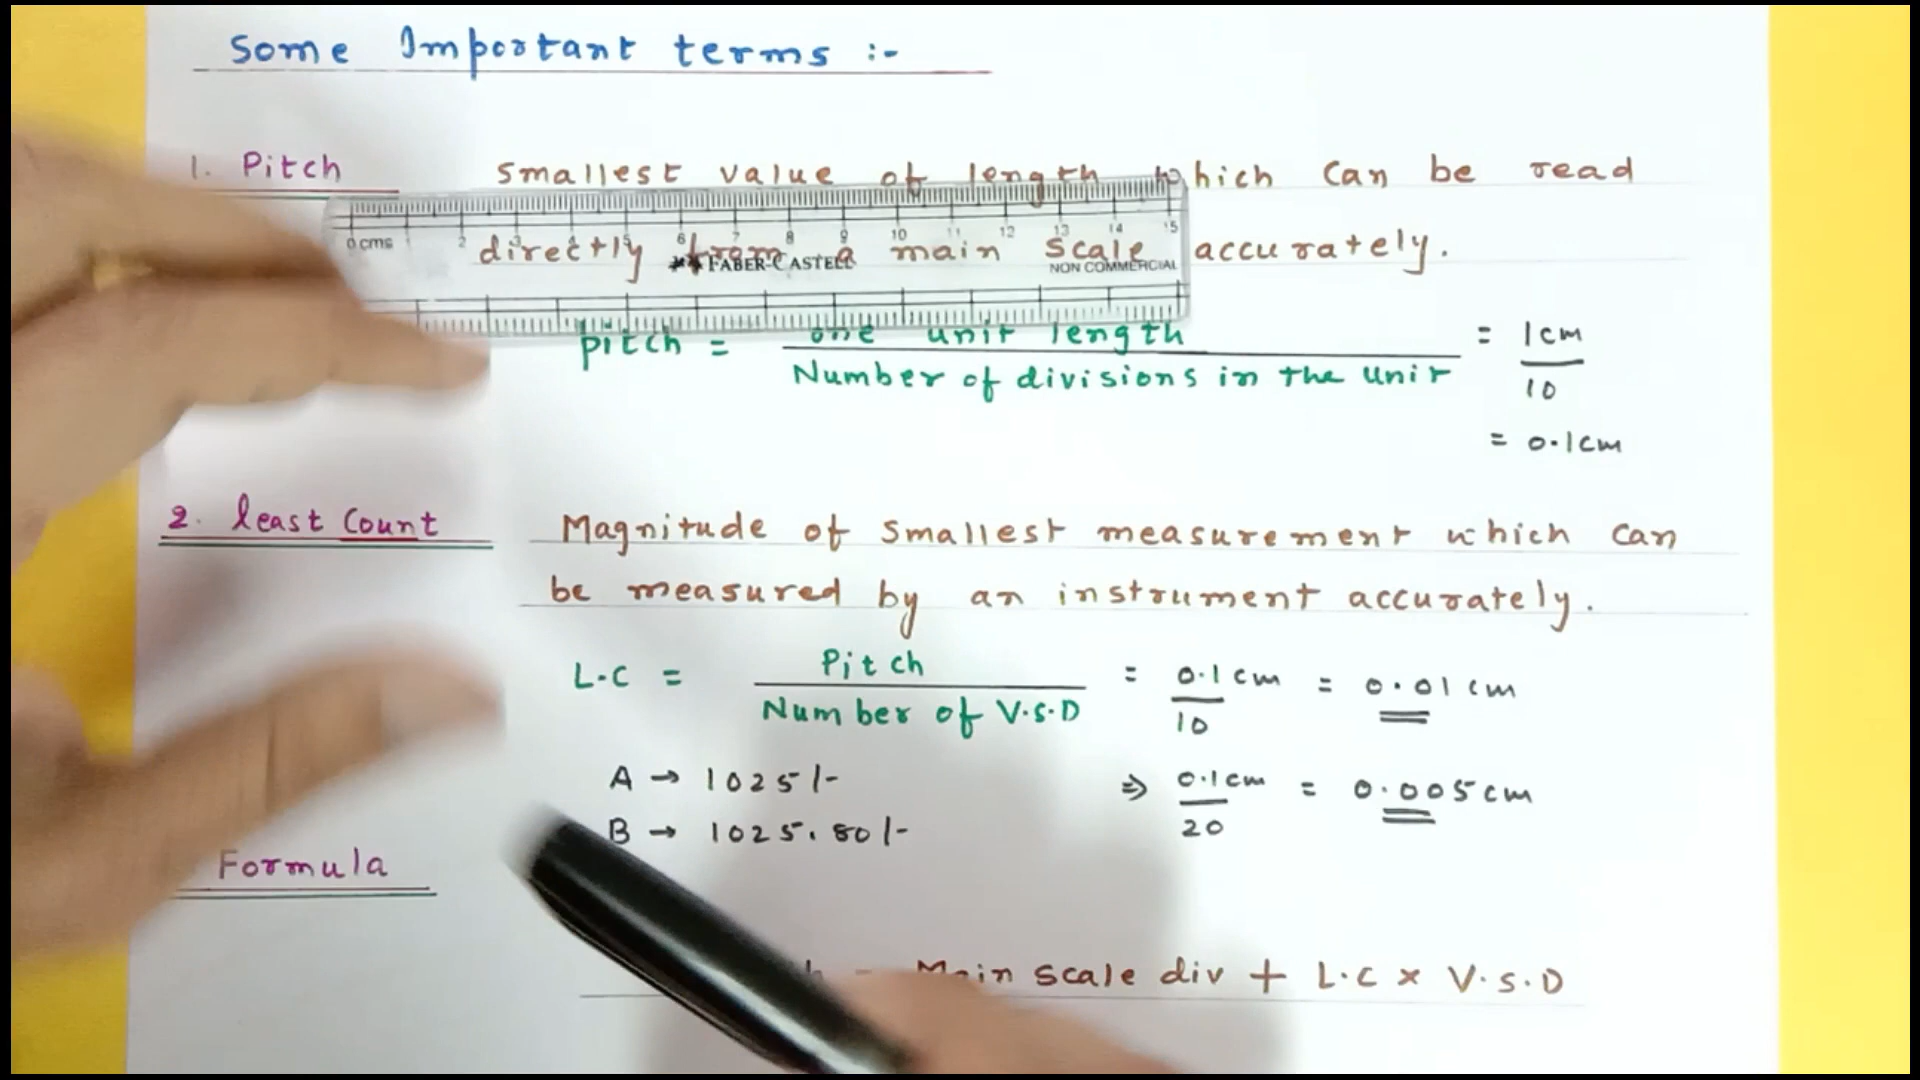 Some Important terms :-
1. Pitch Smallest value of length which can be read
directly from a main scale accurately.
0 cms 1 2 3 4 5 6 7 8 9 10 11 12 13 14 15
FABER-CASTELL
NON COMMERCIAL
pitch = one unit length / Number of divisions in the unit = 1cm / 10
= 0.1cm
2. least count Magnitude of smallest measurement which can
be measured by an instrument accurately.
L.C = Pitch / Number of V.S.D = 0.1cm / 10 = 0.01cm
A → 1025/-
⇒ 0.1cm / 20 = 0.005cm
B → 1025.80/-
Formula
Main scale div + L.C × V.S.D